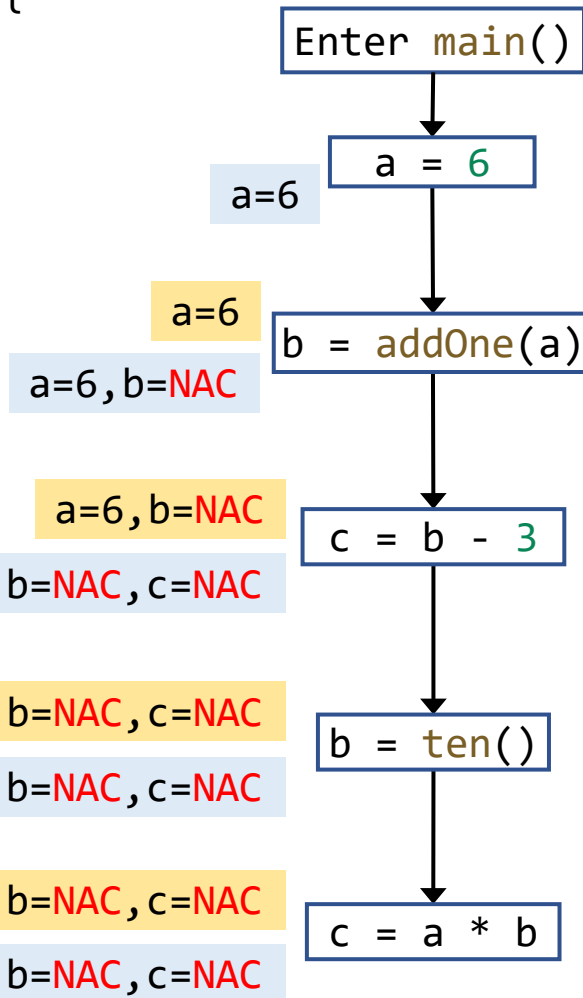 {
Enter main()
a = 6
a=6
a=6
b = addOne(a)
a=6,b=NAC
a=6,b=NAC
c = b - 3
b=NAC,c=NAC
b=NAC,c=NAC
b = ten()
b=NAC,c=NAC
b=NAC,c=NAC
c = a * b
b=NAC,c=NAC